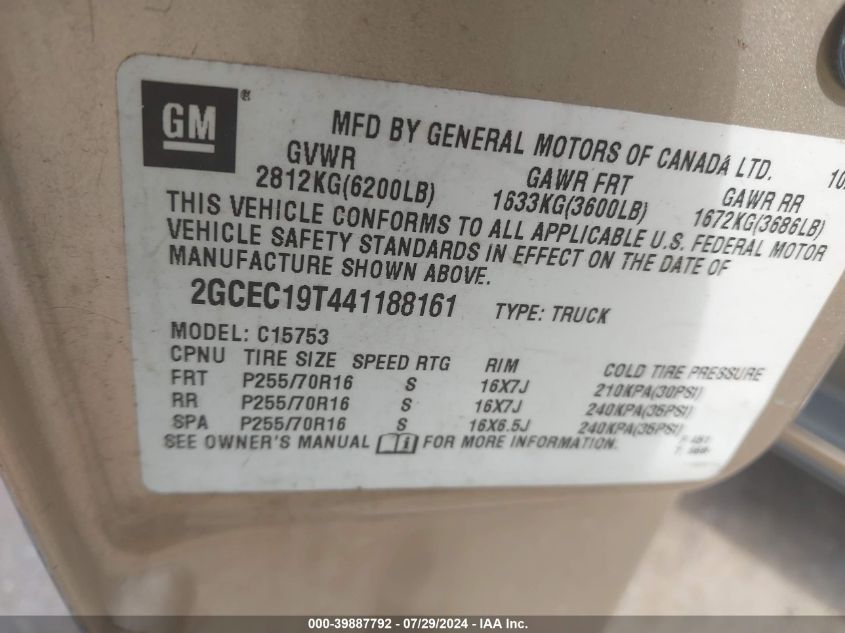 GM ®
MFD BY GENERAL MOTORS OF CANADA LTD.
GVWR GAWR FRT GAWR RR
2812KG(6200LB) 1633KG(3600LB) 1672KG(3686LB)
THIS VEHICLE CONFORMS TO ALL APPLICABLE U.S. FEDERAL MOTOR
VEHICLE SAFETY STANDARDS IN EFFECT ON THE DATE OF
MANUFACTURE SHOWN ABOVE.
2GCEC19T441188161 TYPE: TRUCK
MODEL: C15753
CPNU TIRE SIZE SPEED RTG RIM COLD TIRE PRESSURE
FRT P255/70R16 S 16X7J 210KPA(30PSI)
RR P255/70R16 S 16X7J 240KPA(35PSI)
SPA P255/70R16 S 16X6.5J 240KPA(35PSI)
SEE OWNER'S MANUAL FOR MORE INFORMATION.
000-39887792 - 07/29/2024 - IAA Inc.